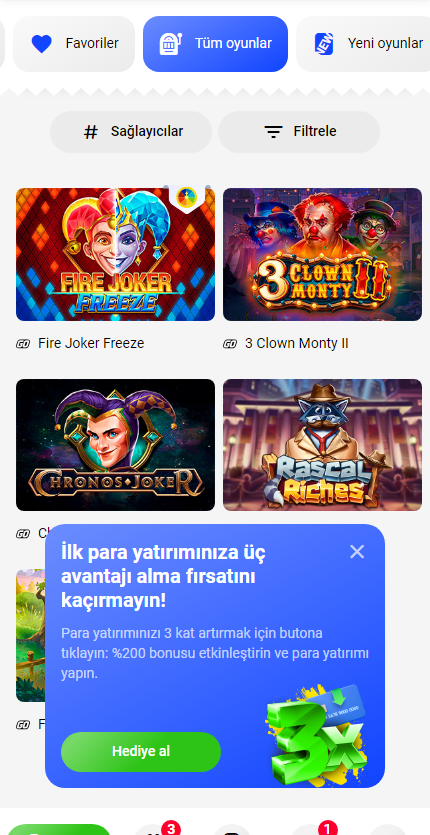 Favoriler
Tüm oyunlar
Yeni oyunlar
Sağlayıcılar
Filtrele
FIRE JOKER
FREEZE
3 CLOWN
MONTY II
Fire Joker Freeze
3 Clown Monty II
CHRONOS JOKER
Rascal
Riches
İlk para yatırımınıza üç
avantajı alma fırsatını
kaçırmayın!
Para yatırımınızı 3 kat artırmak için butona
tıklayın: %200 bonusu etkinleştirin ve para yatırımı
yapın.
3x
Hediye al
3
1